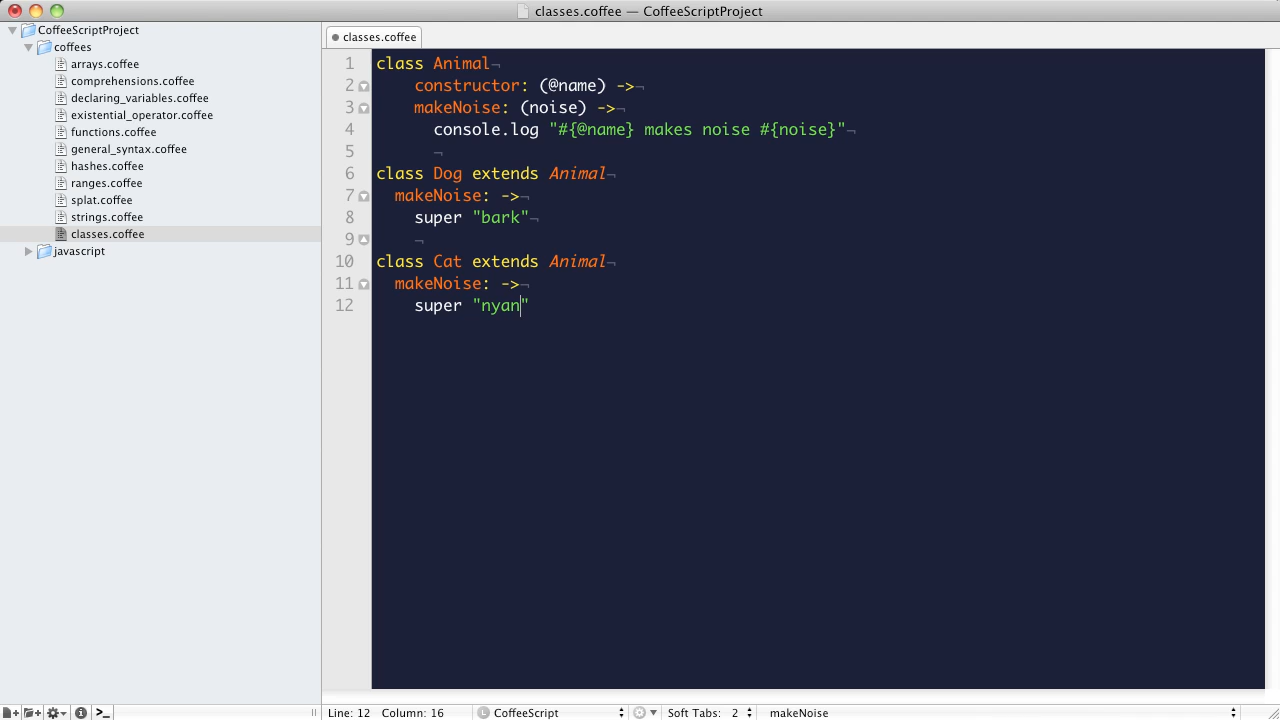 classes.coffee — CoffeeScriptProject
CoffeeScriptProject
coffees
arrays.coffee
comprehensions.coffee
declaring_variables.coffee
existential_operator.coffee
functions.coffee
general_syntax.coffee
hashes.coffee
ranges.coffee
splat.coffee
strings.coffee
classes.coffee
javascript
classes.coffee
1 class Animal¬
2 constructor: (@name) ->¬
3 makeNoise: (noise) ->¬
4 console.log "#{@name} makes noise #{noise}"¬
5 ¬
6 class Dog extends Animal¬
7 makeNoise: ->¬
8 super "bark"¬
9 ¬
10 class Cat extends Animal¬
11 makeNoise: ->¬
12 super "nyan"
Line: 12 Column: 16 L CoffeeScript Soft Tabs: 2 makeNoise